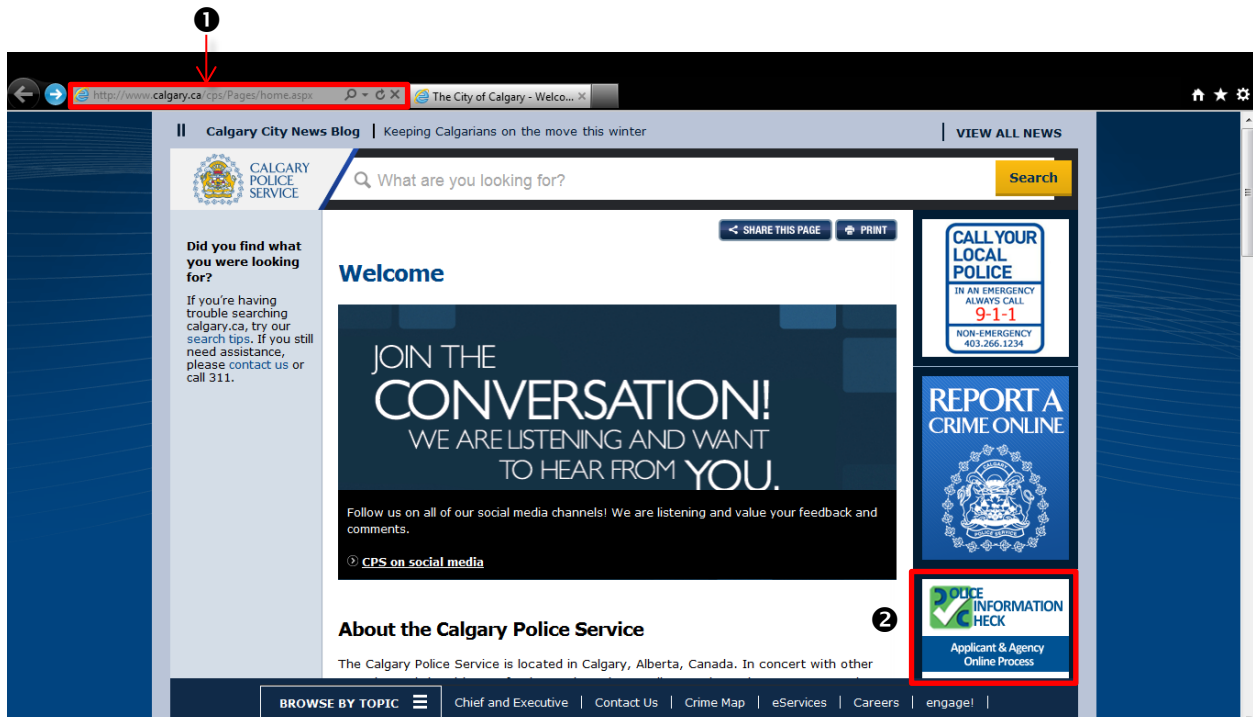 ❶
http://www.calgary.ca/cps/Pages/home.aspx
The City of Calgary - Welco...
Calgary City News Blog | Keeping Calgarians on the move this winter
VIEW ALL NEWS
CALGARY
POLICE
SERVICE
What are you looking for?
Search
Did you find what
you were looking
for?
If you're having
trouble searching
calgary.ca, try our
search tips. If you still
need assistance,
please contact us or
call 311.
SHARE THIS PAGE
PRINT
Welcome
JOIN THE
CONVERSATION!
WE ARE LISTENING AND WANT
TO HEAR FROM YOU.
Follow us on all of our social media channels! We are listening and value your feedback and
comments.
CPS on social media
About the Calgary Police Service
The Calgary Police Service is located in Calgary, Alberta, Canada. In concert with other
CALL YOUR
LOCAL
POLICE
IN AN EMERGENCY
ALWAYS CALL
9-1-1
NON-EMERGENCY
403.266.1234
REPORT A
CRIME ONLINE
CALGARY
POLICE SERVICE
❷
POLICE
INFORMATION
CHECK
Applicant & Agency
Online Process
BROWSE BY TOPIC
Chief and Executive | Contact Us | Crime Map | eServices | Careers | engage! |